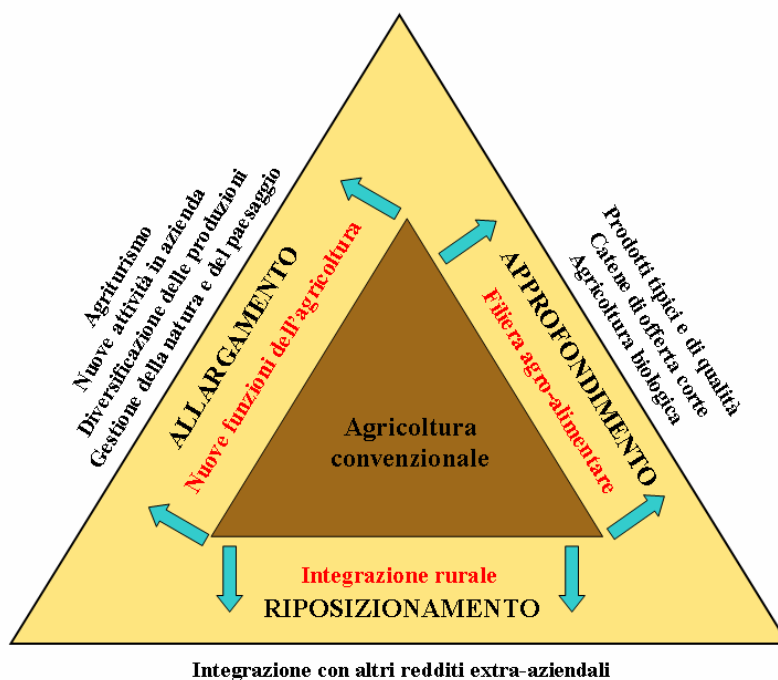 Agriturismo
Nuove attività in azienda
Diversificazione delle produzioni
Gestione della natura e del paesaggio
ALLARGAMENTO
Nuove funzioni dell'agricoltura
Prodotti tipici e di qualità
Catene di offerta corte
Agricoltura biologica
APPROFONDIMENTO
Filiera agro-alimentare
Agricoltura
convenzionale
Integrazione rurale
RIPOSIZIONAMENTO
Integrazione con altri redditi extra-aziendali